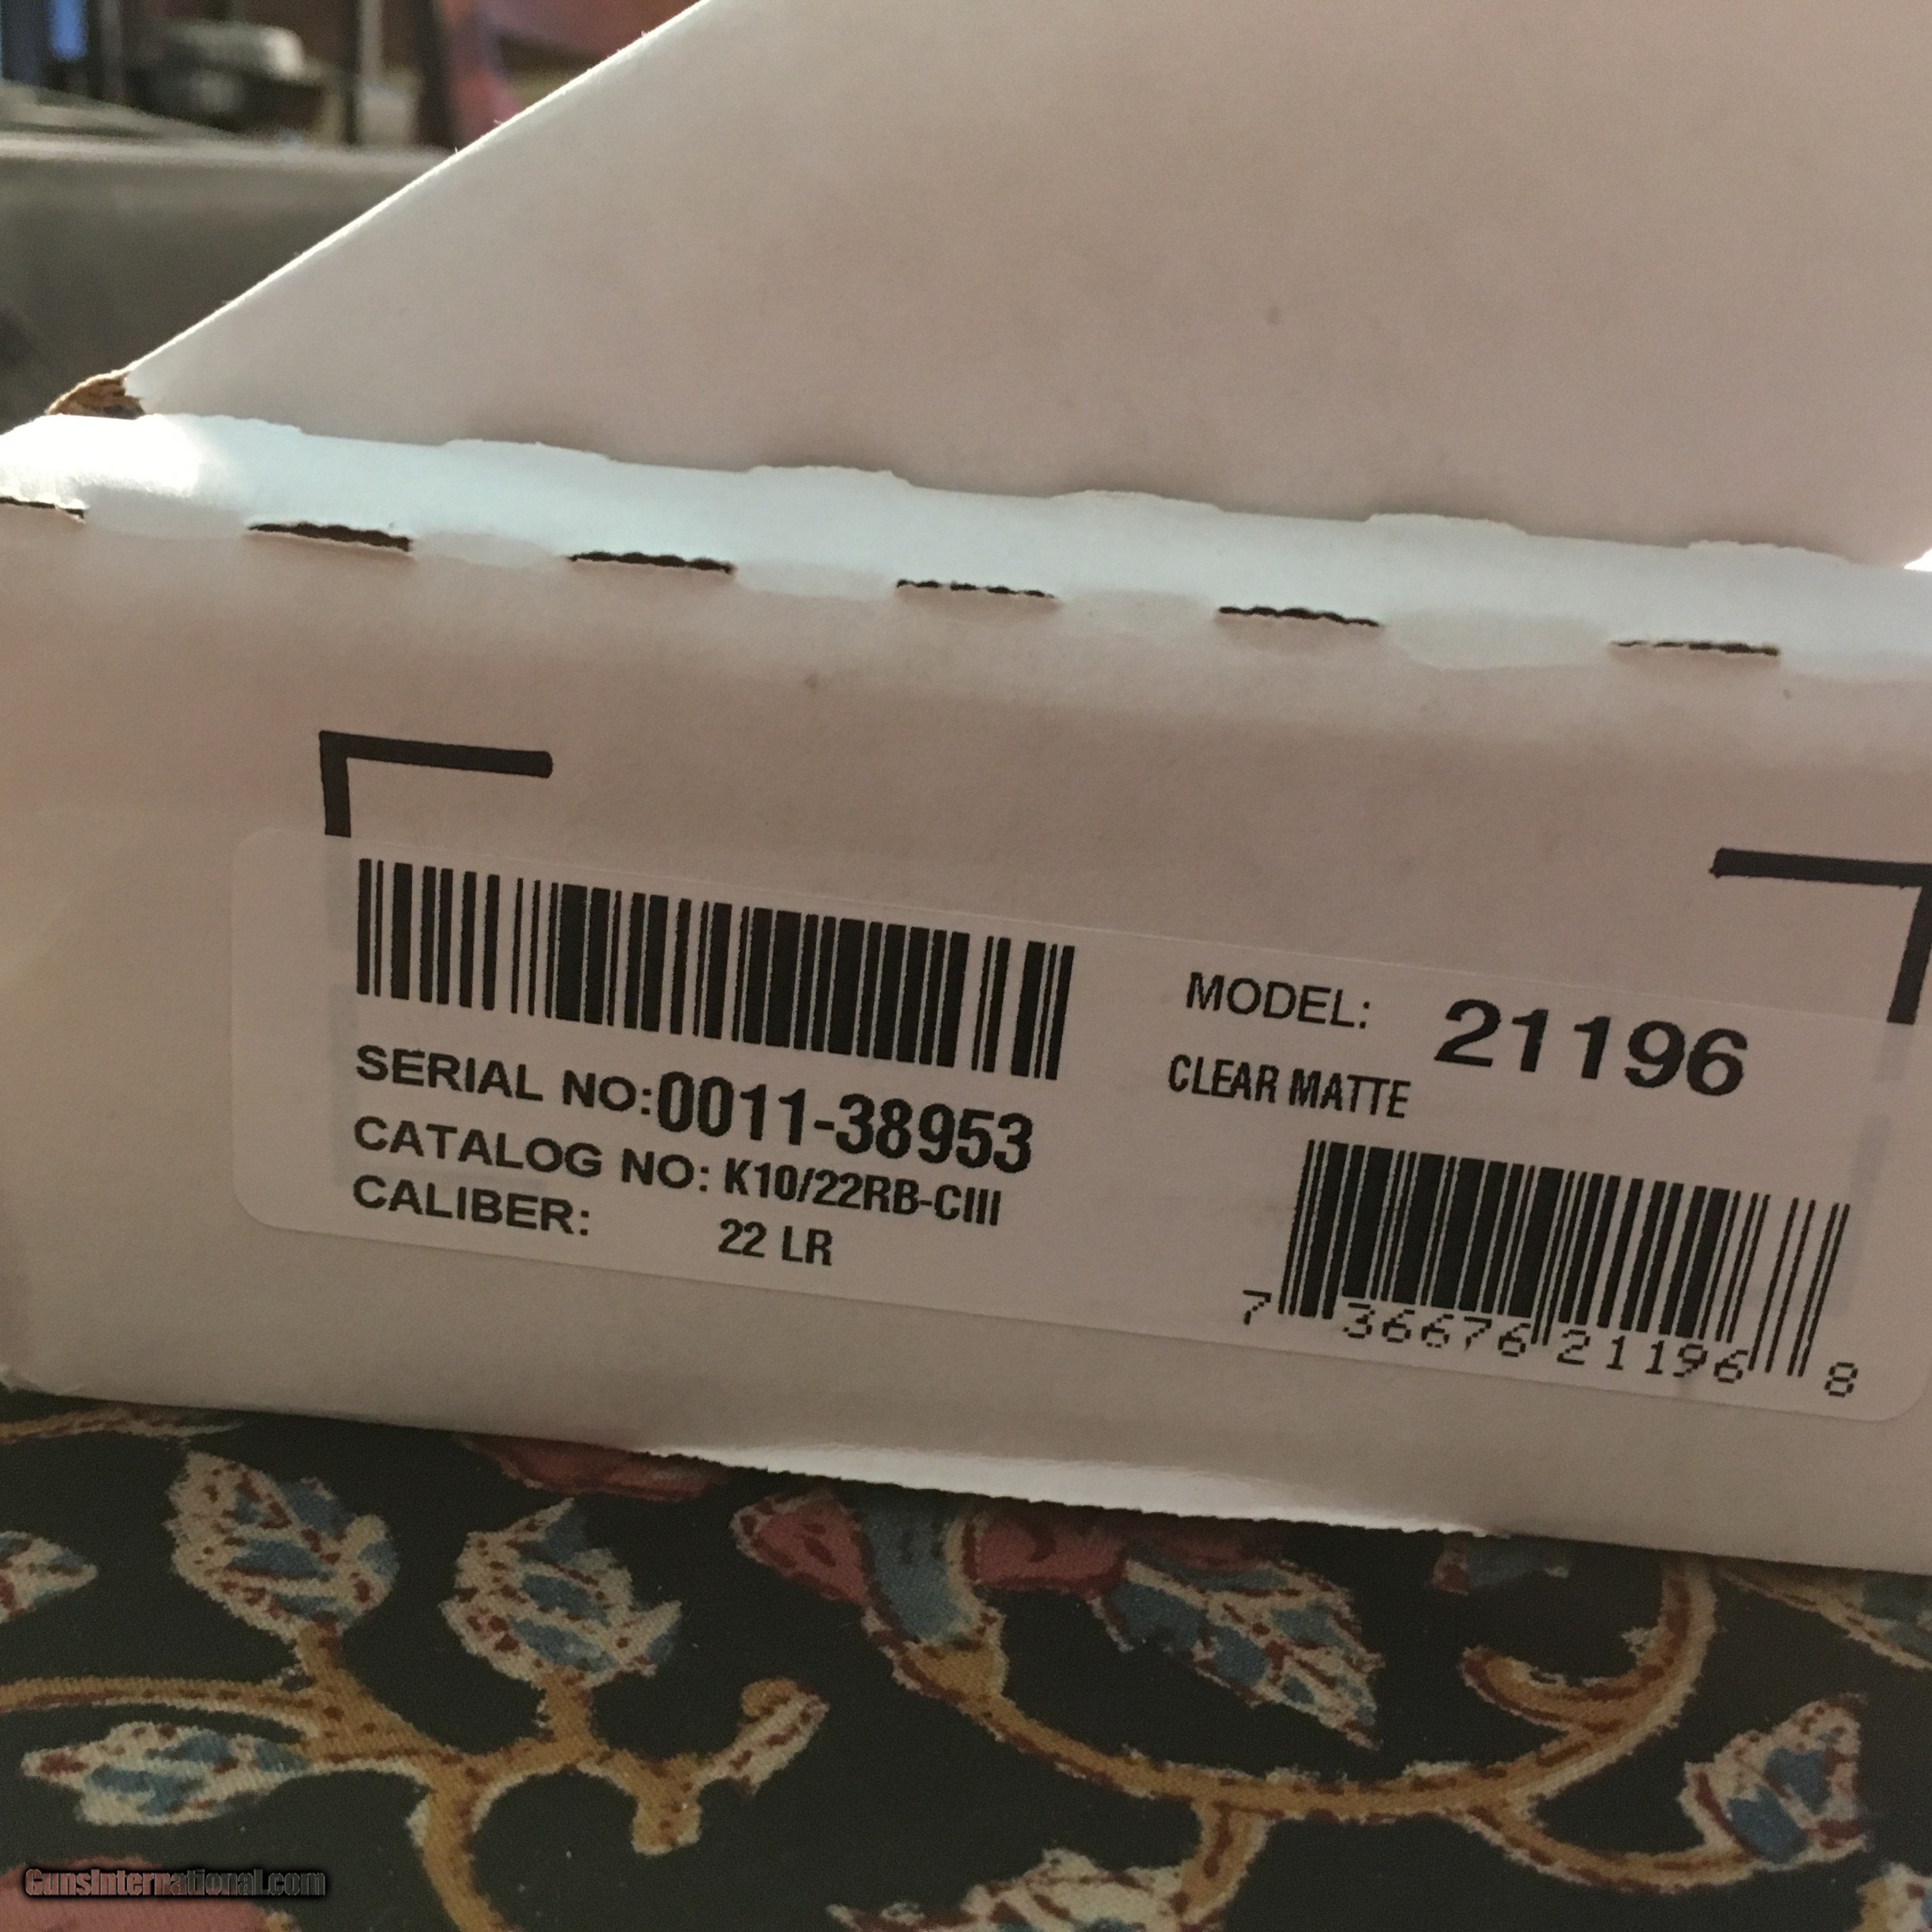 SERIAL NO:0011-38953
CATALOG NO: K10/22RB-CIII
CALIBER: 22 LR
MODEL: 21196
CLEAR MATTE
7 36676 21196 8
GunsInternational.com